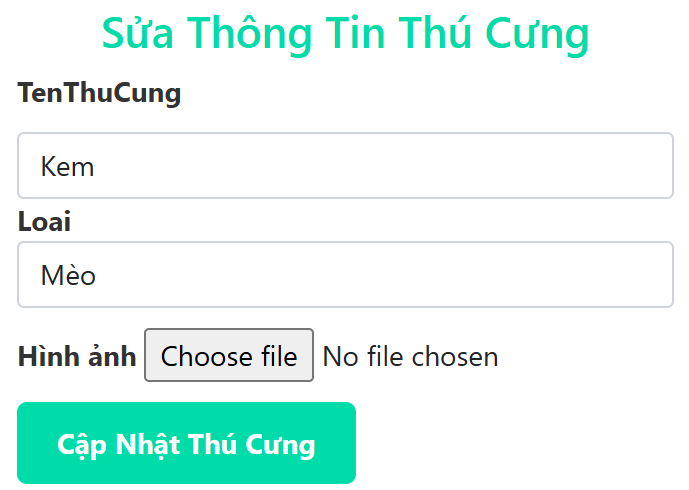 Sửa Thông Tin Thú Cưng
TenThuCung
Kem
Loai
Mèo
Hình ảnh Choose file No file chosen
Cập Nhật Thú Cưng